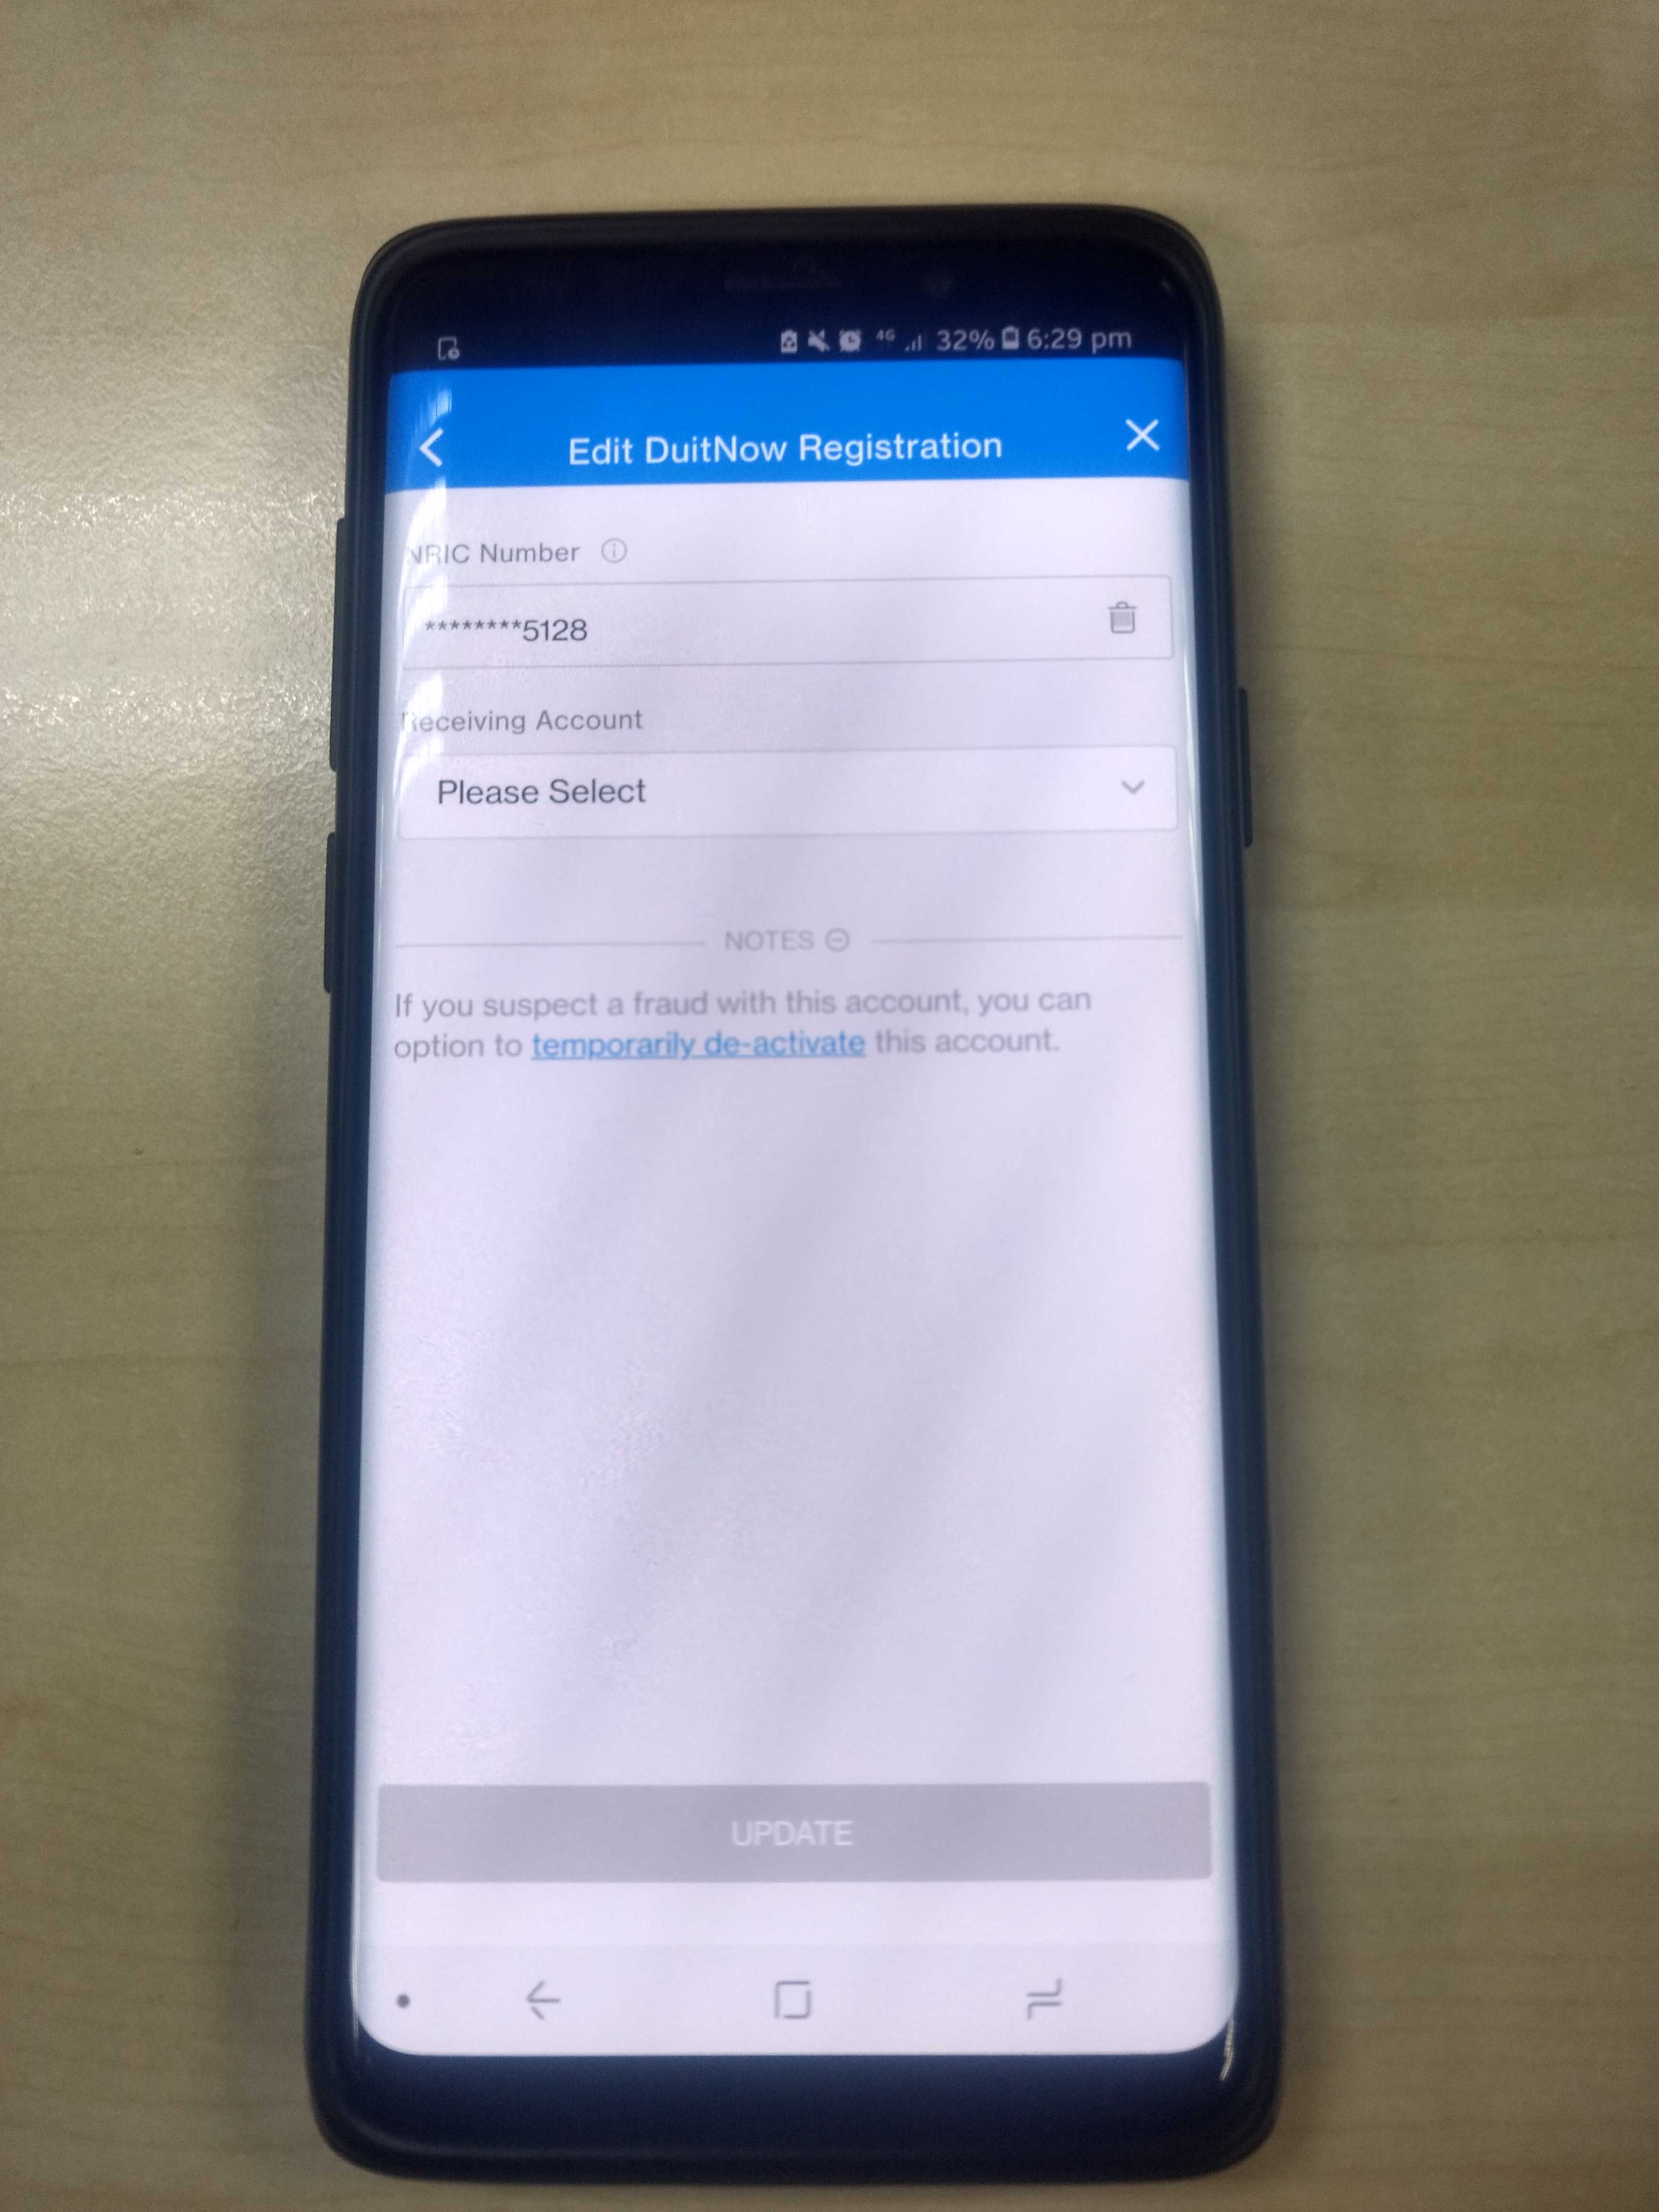 4G 32% 6:29 pm
Edit DuitNow Registration
NRIC Number
********5128
Receiving Account
Please Select
NOTES
If you suspect a fraud with this account, you can
option to temporarily de-activate this account.
UPDATE